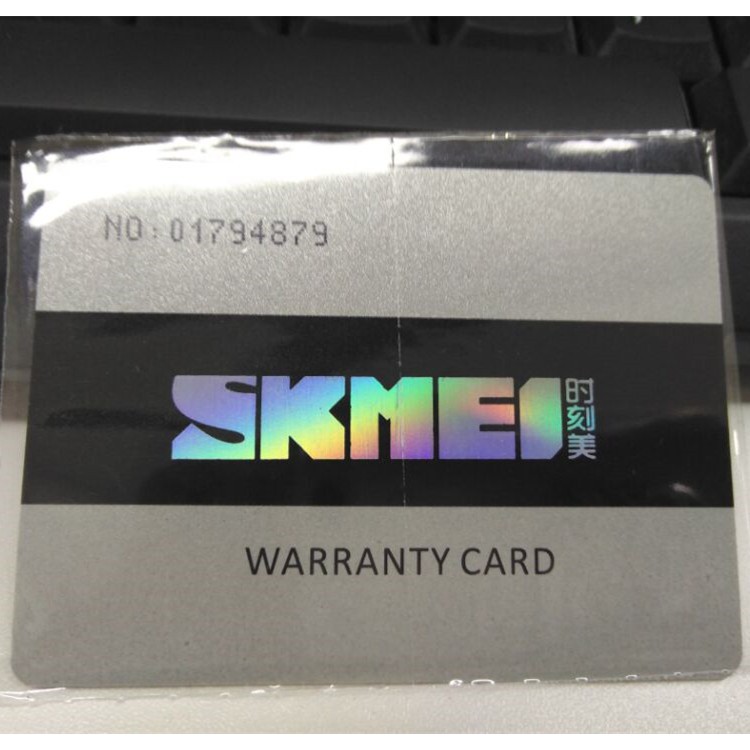 NO:01794879
SKMEI
时刻美
WARRANTY CARD